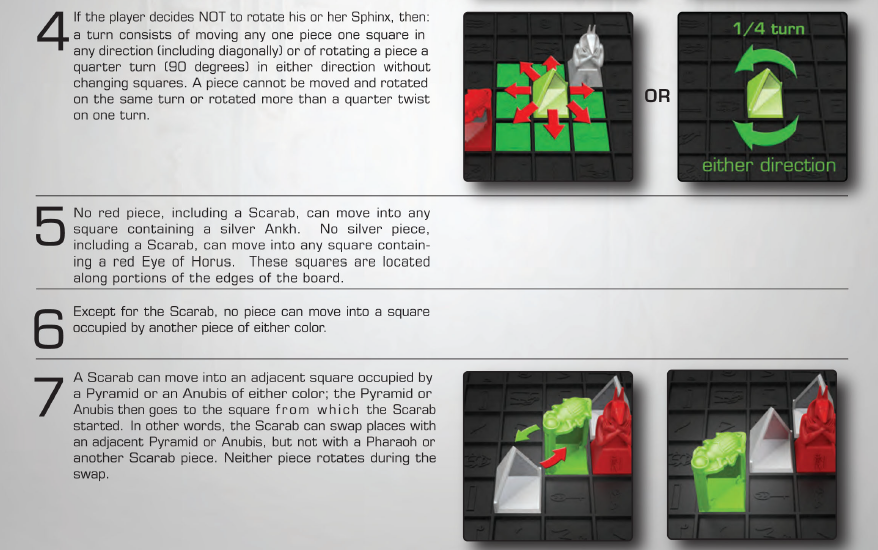 4
If the player decides NOT to rotate his or her Sphinx, then:
a turn consists of moving any one piece one square in
any direction (including diagonally) or of rotating a piece a
quarter turn (90 degrees) in either direction without
changing squares. A piece cannot be moved and rotated
on the same turn or rotated more than a quarter twist
on one turn.
OR
1/4 turn
either direction
5
No red piece, including a Scarab, can move into any
square containing a silver Ankh. No silver piece,
including a Scarab, can move into any square contain-
ing a red Eye of Horus. These squares are located
along portions of the edges of the board.
6
Except for the Scarab, no piece can move into a square
occupied by another piece of either color.
7
A Scarab can move into an adjacent square occupied by
a Pyramid or an Anubis of either color; the Pyramid or
Anubis then goes to the square from which the Scarab
started. In other words, the Scarab can swap places with
an adjacent Pyramid or Anubis, but not with a Pharaoh or
another Scarab piece. Neither piece rotates during the
swap.